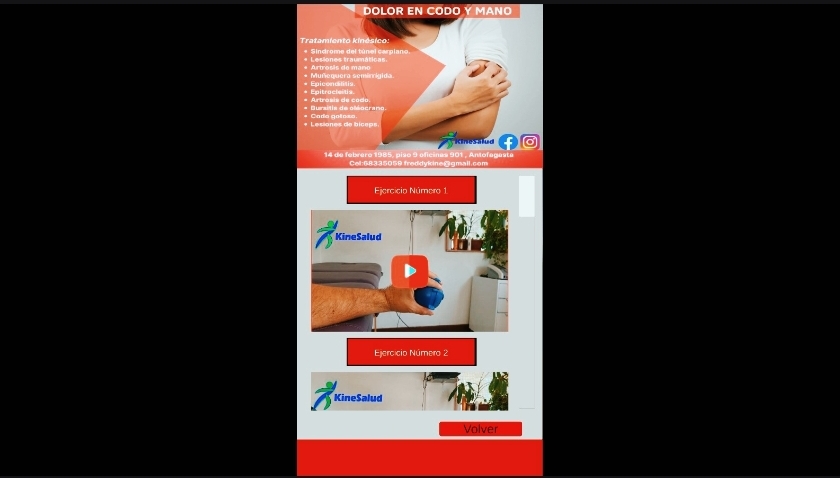 DOLOR EN CODO Y MANO
Tratamiento kinésico:
Síndrome del túnel carpiano.
Lesiones traumáticas.
Artrosis de mano
Muñequera semirrígida.
Epicondilitis.
Epitrocleitis.
Artrosis de codo.
Bursitis de olécrano.
Codo gotoso.
Lesiones de bíceps.
KineSalud
14 de febrero 1985, piso 9 oficinas 901 , Antofagasta
Cel:68335059 freddykine@gmail.com
Ejercicio Número 1
KineSalud
Ejercicio Número 2
KineSalud
Volver